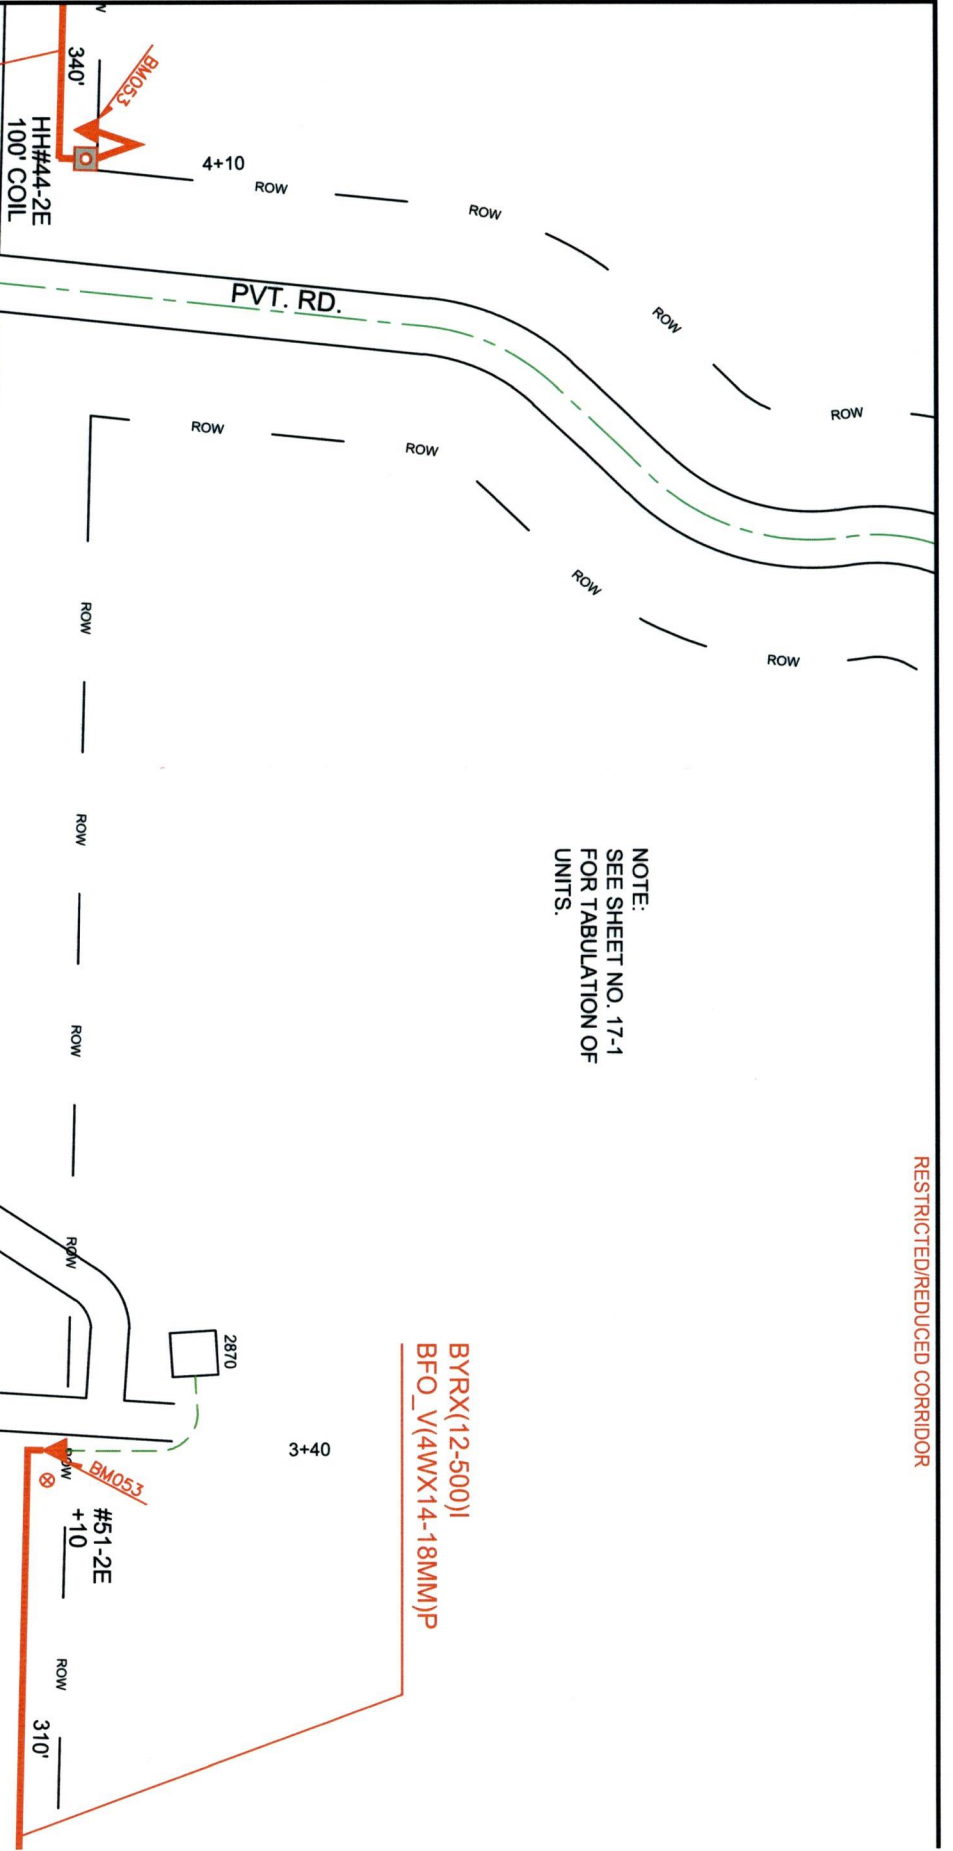 RESTRICTED/REDUCED CORRIDOR
NOTE:
SEE SHEET NO. 17-1
FOR TABULATION OF
UNITS.
BYRX(12-500)I
BFO_V(4WX14-18MM)P
ROW
ROW
ROW
ROW
4+10
PVT. RD.
BM053
340'
HH#44-2E
100' COIL
ROW
ROW
ROW
ROW
ROW
ROW
ROW
ROW
2870
3+40
ROW
BM053
#51-2E
+10
ROW
310'